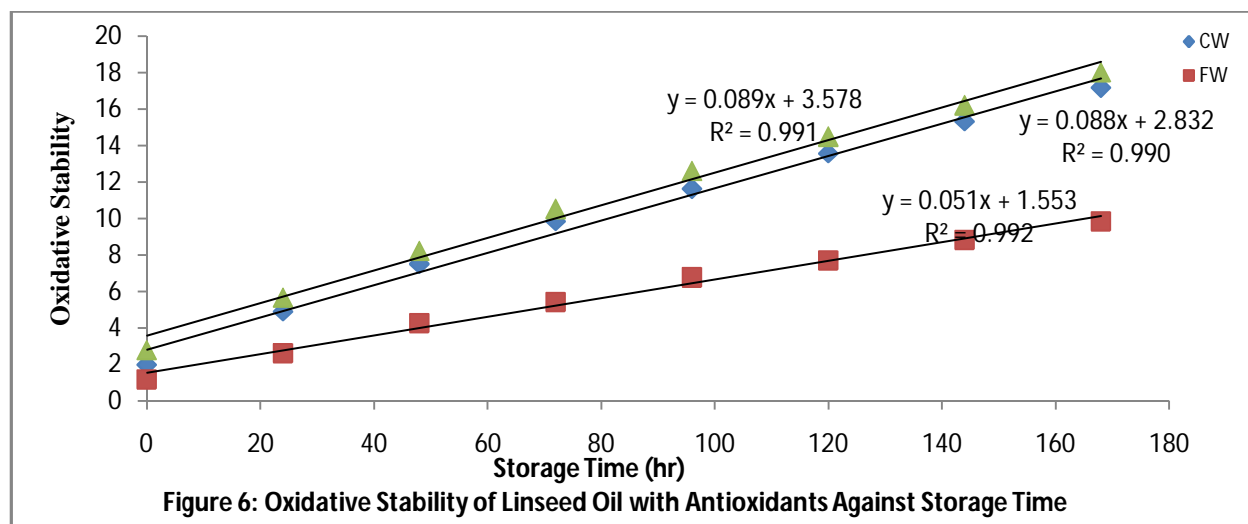 20
18
16
14
12
10
8
6
4
2
0
Oxidative Stability
y = 0.089x + 3.578
R² = 0.991
y = 0.088x + 2.832
R² = 0.990
y = 0.051x + 1.553
R² = 0.992
CW
FW
0 20 40 60 80 100 120 140 160 180
Storage Time (hr)
Figure 6: Oxidative Stability of Linseed Oil with Antioxidants Against Storage Time